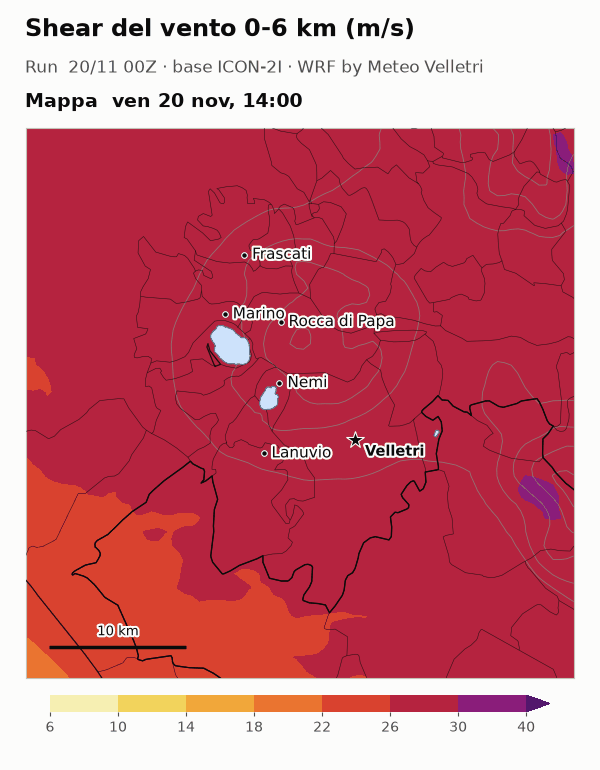 Shear del vento 0-6 km (m/s)
Run  20/11 00Z · base ICON-2I · WRF by Meteo Velletri
Mappa  ven 20 nov, 14:00
Frascati
Marino
Rocca di Papa
Nemi
Velletri
Lanuvio
10 km
6 10 14 18 22 26 30 40